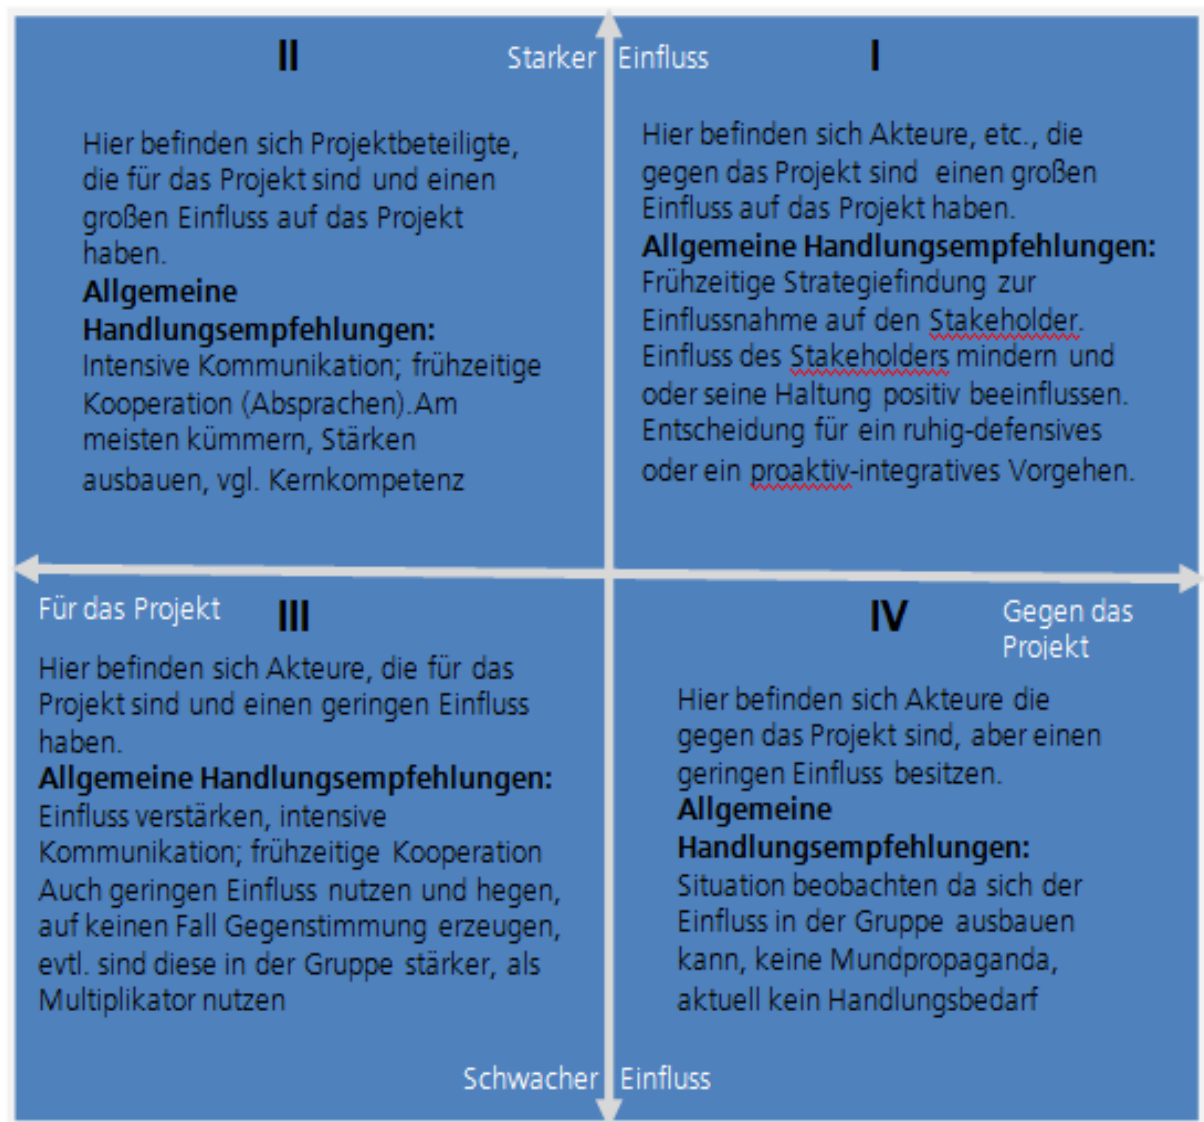 II
Starker Einfluss
I
Hier befinden sich Projektbeteiligte,
die für das Projekt sind und einen
großen Einfluss auf das Projekt
haben.
Allgemeine
Handlungsempfehlungen:
Intensive Kommunikation; frühzeitige
Kooperation (Absprachen).Am
meisten kümmern, Stärken
ausbauen, vgl. Kernkompetenz
Hier befinden sich Akteure, etc., die
gegen das Projekt sind einen großen
Einfluss auf das Projekt haben.
Allgemeine Handlungsempfehlungen:
Frühzeitige Strategiefindung zur
Einflussnahme auf den Stakeholder.
Einfluss des Stakeholders mindern und
oder seine Haltung positiv beeinflussen.
Entscheidung für ein ruhig-defensives
oder ein proaktiv-integratives Vorgehen.
Für das Projekt
III
Hier befinden sich Akteure, die für das
Projekt sind und einen geringen Einfluss
haben.
Allgemeine Handlungsempfehlungen:
Einfluss verstärken, intensive
Kommunikation; frühzeitige Kooperation
Auch geringen Einfluss nutzen und hegen,
auf keinen Fall Gegenstimmung erzeugen,
evtl. sind diese in der Gruppe stärker, als
Multiplikator nutzen
IV
Gegen das
Projekt
Hier befinden sich Akteure die
gegen das Projekt sind, aber einen
geringen Einfluss besitzen.
Allgemeine
Handlungsempfehlungen:
Situation beobachten da sich der
Einfluss in der Gruppe ausbauen
kann, keine Mundpropaganda,
aktuell kein Handlungsbedarf
Schwacher Einfluss